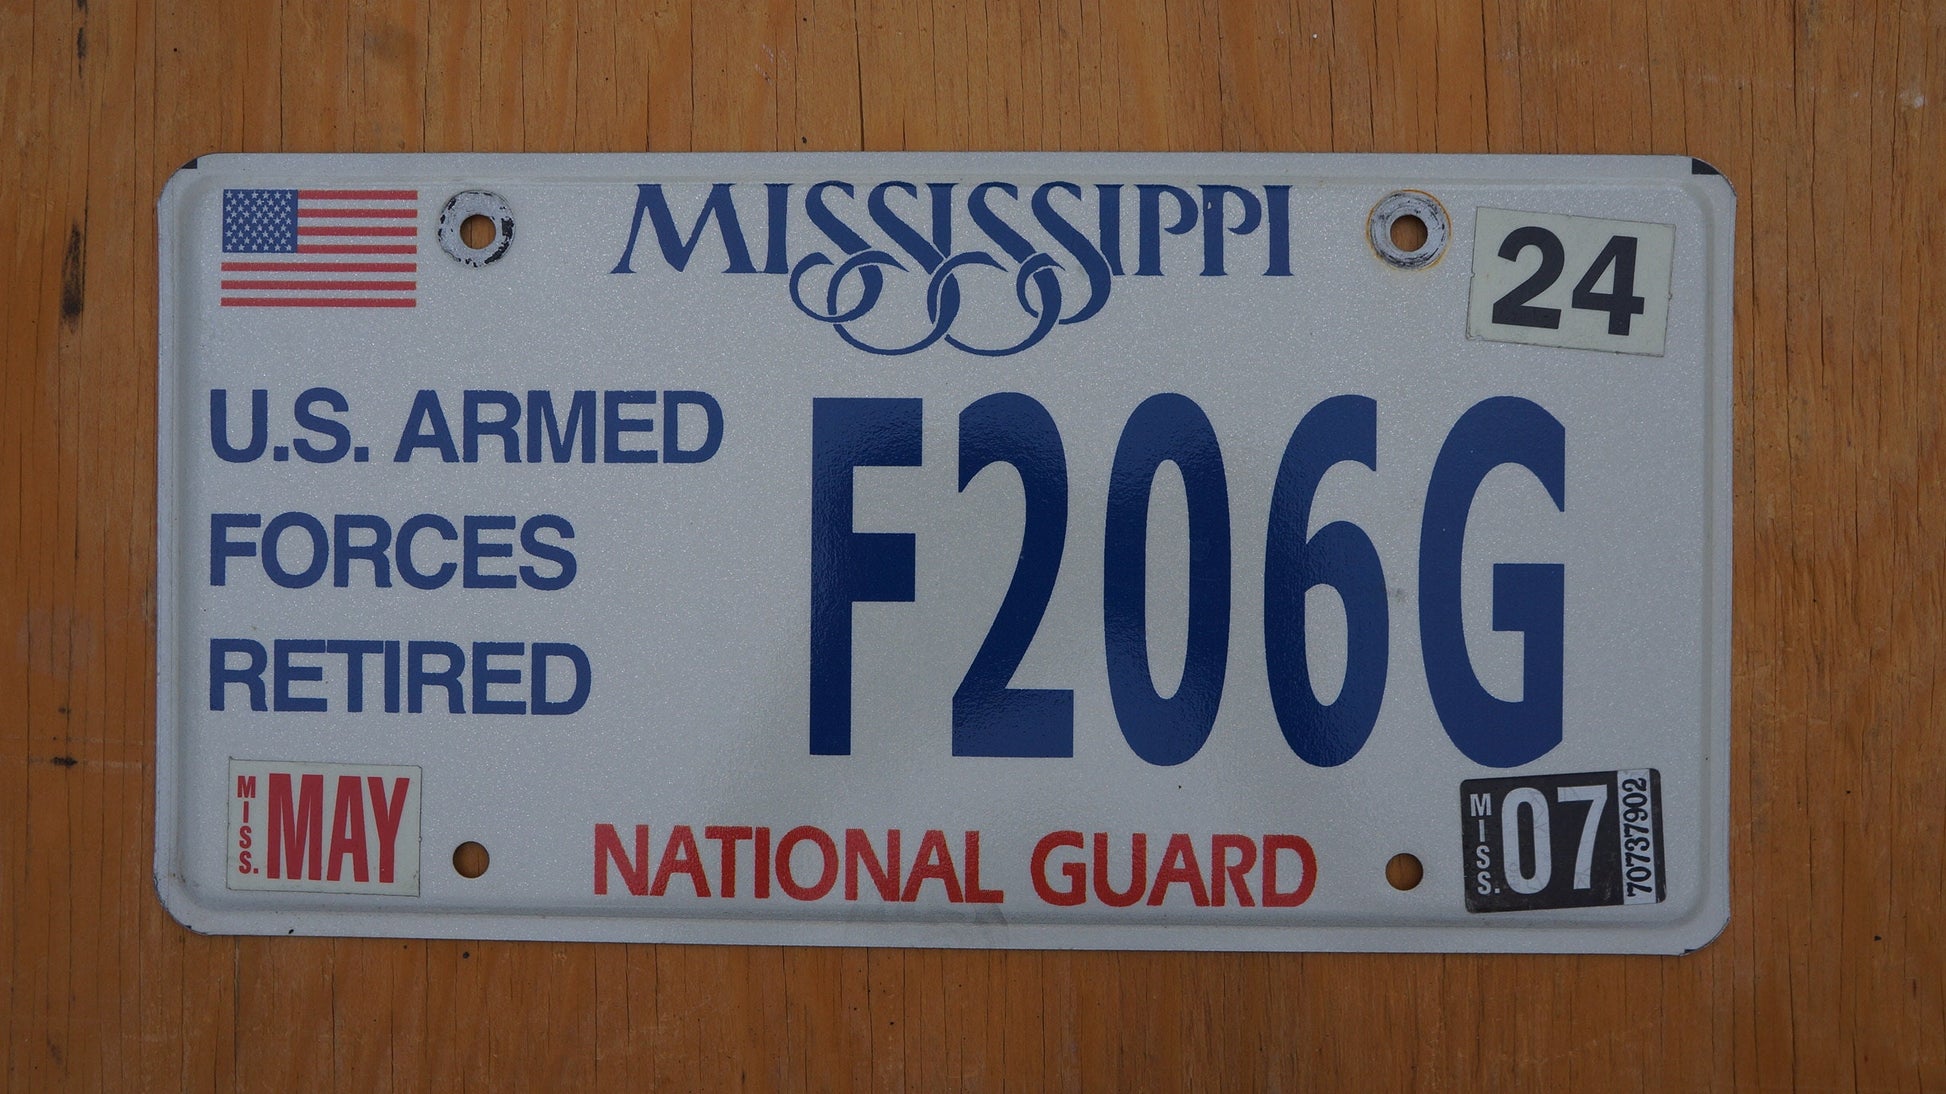 MISSISSIPPI
24
U.S. ARMED
FORCES
RETIRED
F206G
MISS. MAY
NATIONAL GUARD
MISS. 07 70737902